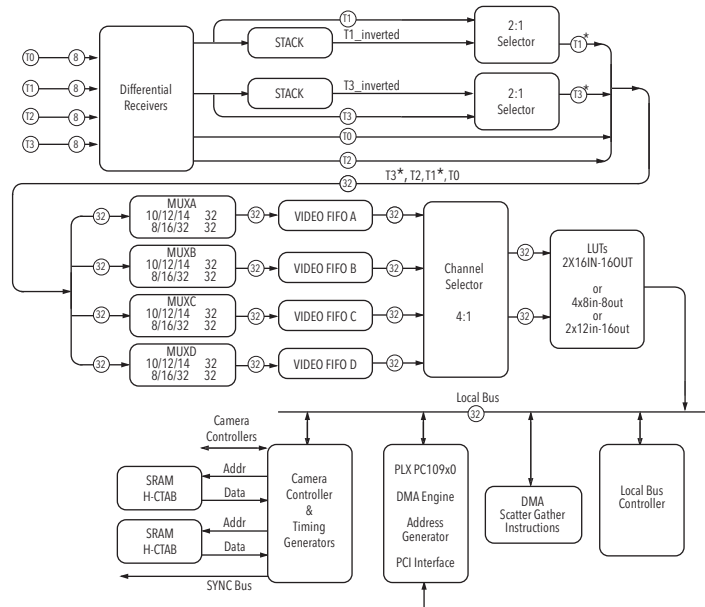 T1
T1_inverted
STACK
2:1
Selector
T1*
T0 8
T1 8
T2 8
T3 8
Differential
Receivers
T3_inverted
STACK
2:1
Selector
T3*
T3
T0
T2
32
T3*, T2, T1*, T0
32
MUXA
10/12/14 32
8/16/32 32
32
VIDEO FIFO A
32
32
MUXB
10/12/14 32
8/16/32 32
32
VIDEO FIFO B
32
32
MUXC
10/12/14 32
8/16/32 32
32
VIDEO FIFO C
32
32
MUXD
10/12/14 32
8/16/32 32
32
VIDEO FIFO D
32
Channel
Selector
4:1
32
32
LUTs
2X16IN-16OUT
or
4x8in-8out
or
2x12in-16out
Local Bus
32
Camera
Controllers
SRAM
H-CTAB
Addr
Data
SRAM
H-CTAB
Addr
Data
SYNC Bus
Camera
Controller
&
Timing
Generators
PLX PC109x0
DMA Engine
Address
Generator
PCI Interface
DMA
Scatter Gather
Instructions
Local Bus
Controller